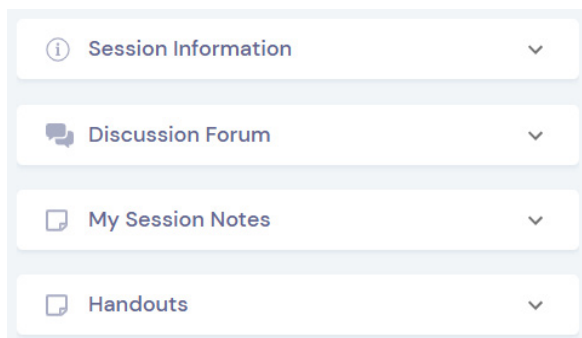 Session Information
Discussion Forum
My Session Notes
Handouts